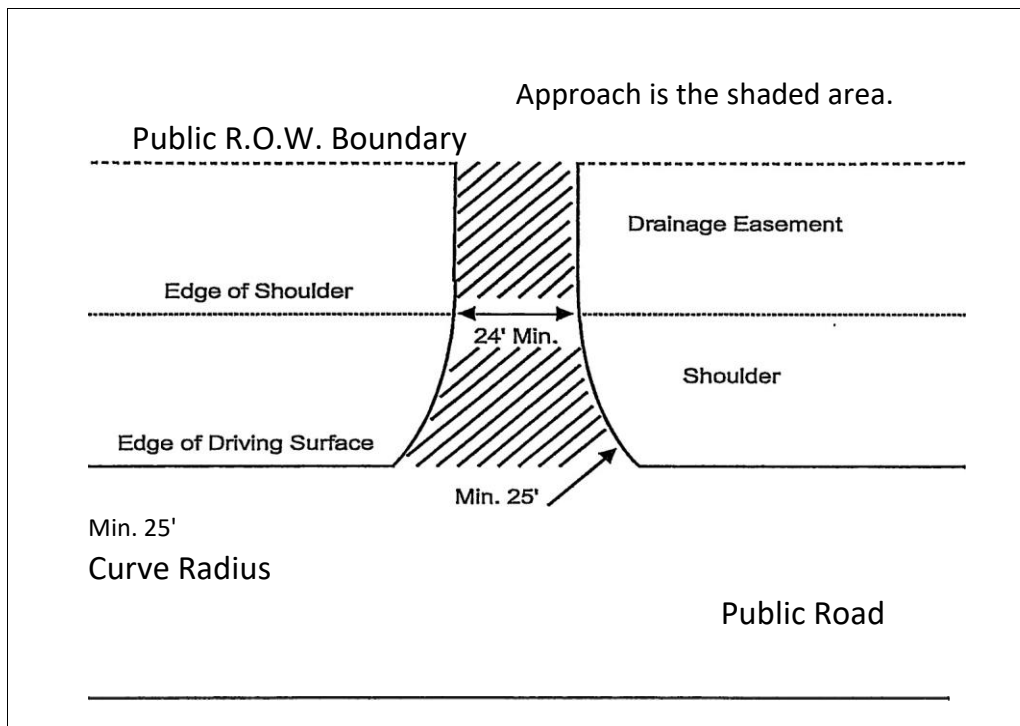 Approach is the shaded area.
Public R.O.W. Boundary
Drainage Easement
Edge of Shoulder
24' Min.
Shoulder
Edge of Driving Surface
Min. 25'
Min. 25'
Curve Radius
Public Road